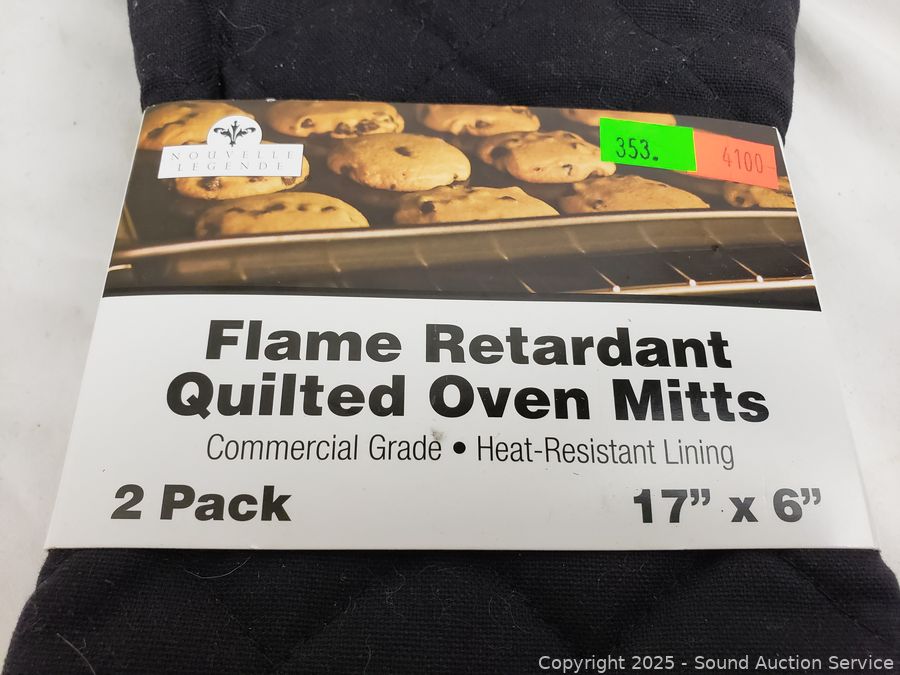 NOUVELLE
LEGENDE
353.
4100-
Flame Retardant
Quilted Oven Mitts
Commercial Grade • Heat-Resistant Lining
2 Pack 17” x 6”
Copyright 2025 - Sound Auction Service